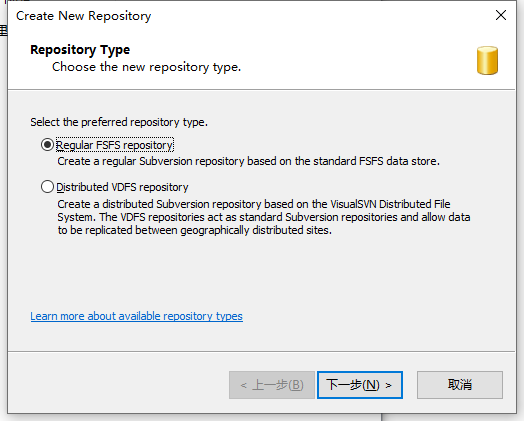 Create New Repository
Repository Type
Choose the new repository type.
Select the preferred repository type.
Regular FSFS repository
Create a regular Subversion repository based on the standard FSFS data store.
Distributed VDFS repository
Create a distributed Subversion repository based on the VisualSVN Distributed File
System. The VDFS repositories act as standard Subversion repositories and allow data
to be replicated between geographically distributed sites.
Learn more about available repository types
< 上一步(B)
下一步(N) >
取消